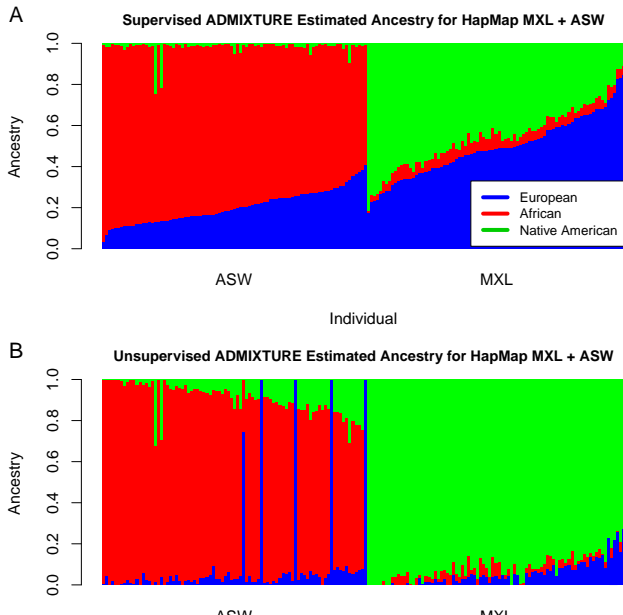 A
Supervised ADMIXTURE Estimated Ancestry for HapMap MXL + ASW
Ancestry
1.0
0.8
0.6
0.4
0.2
0.0
European
African
Native American
ASW
MXL
Individual
B
Unsupervised ADMIXTURE Estimated Ancestry for HapMap MXL + ASW
Ancestry
1.0
0.8
0.6
0.4
0.2
0.0
ASW
MXL